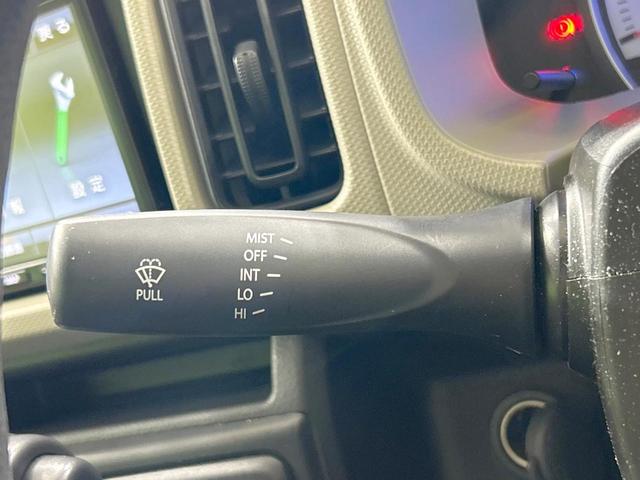 戻る
設定
MIST
OFF
INT
LO
HI
PULL